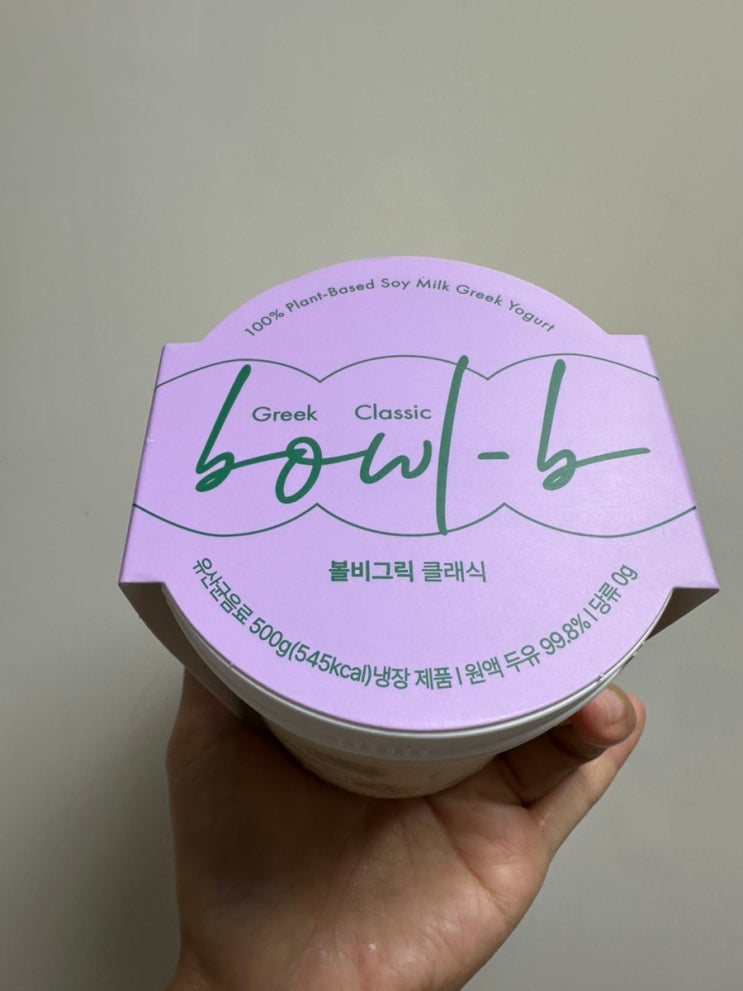 100% Plant-Based Soy Milk Greek Yogurt
Greek Classic
bowl-b
볼비그릭 클래식
유산균음료 500g(545kcal)냉장 제품 l 원액 두유 99.8% l 당류 0g